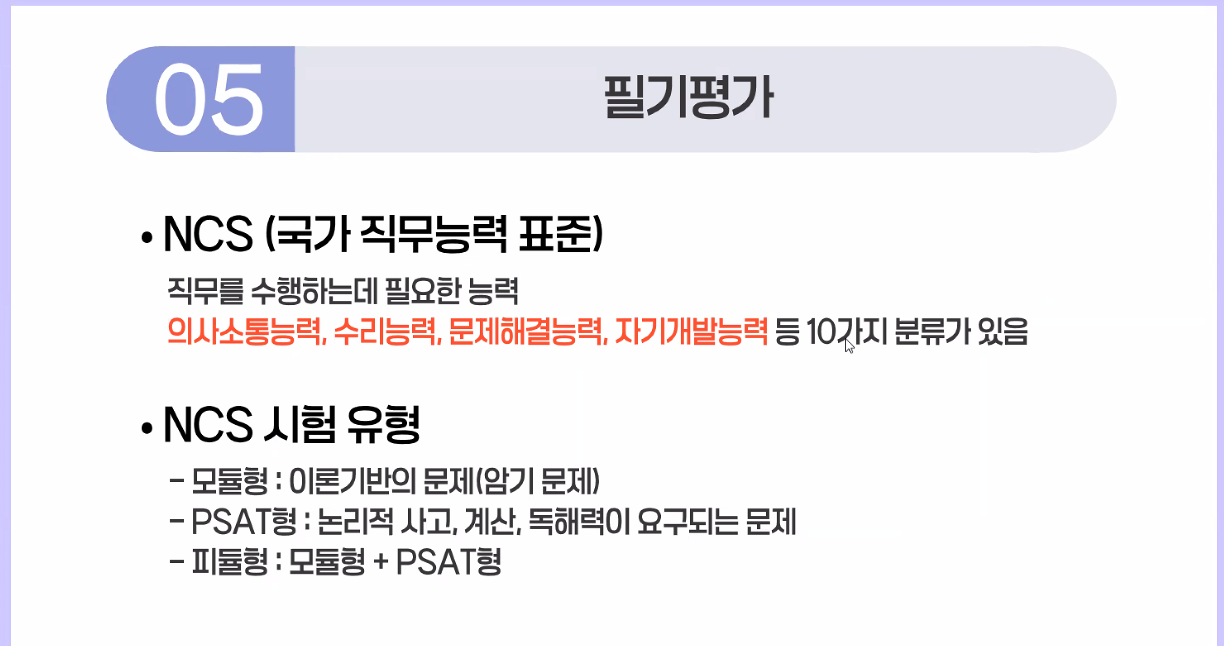 05
필기평가
• NCS (국가 직무능력 표준)
직무를 수행하는데 필요한 능력
의사소통능력, 수리능력, 문제해결능력, 자기개발능력 등 10가지 분류가 있음
• NCS 시험 유형
- 모듈형 : 이론기반의 문제(암기 문제)
- PSAT형 : 논리적 사고, 계산, 독해력이 요구되는 문제
- 피듈형 : 모듈형 + PSAT형